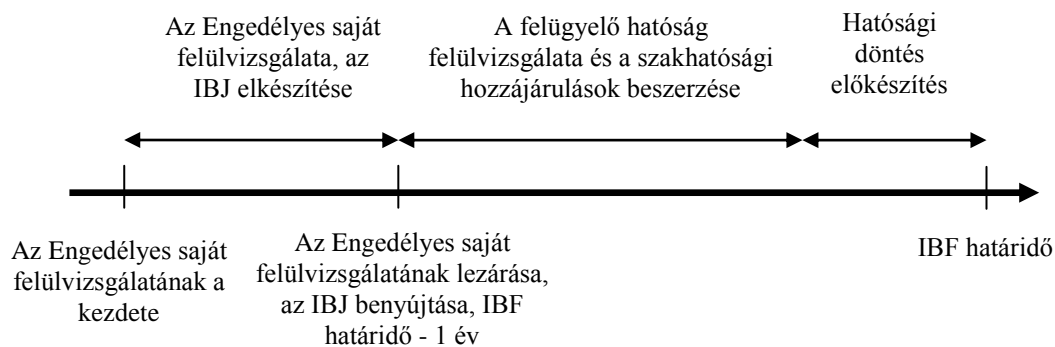 Az Engedélyes saját
felülvizsgálata, az
IBJ elkészítése
A felügyelő hatóság
felülvizsgálata és a szakhatósági
hozzájárulások beszerzése
Hatósági
döntés
előkészítés
Az Engedélyes saját
felülvizsgálatának a
kezdete
Az Engedélyes saját
felülvizsgálatának lezárása,
az IBJ benyújtása, IBF
határidő - 1 év
IBF határidő